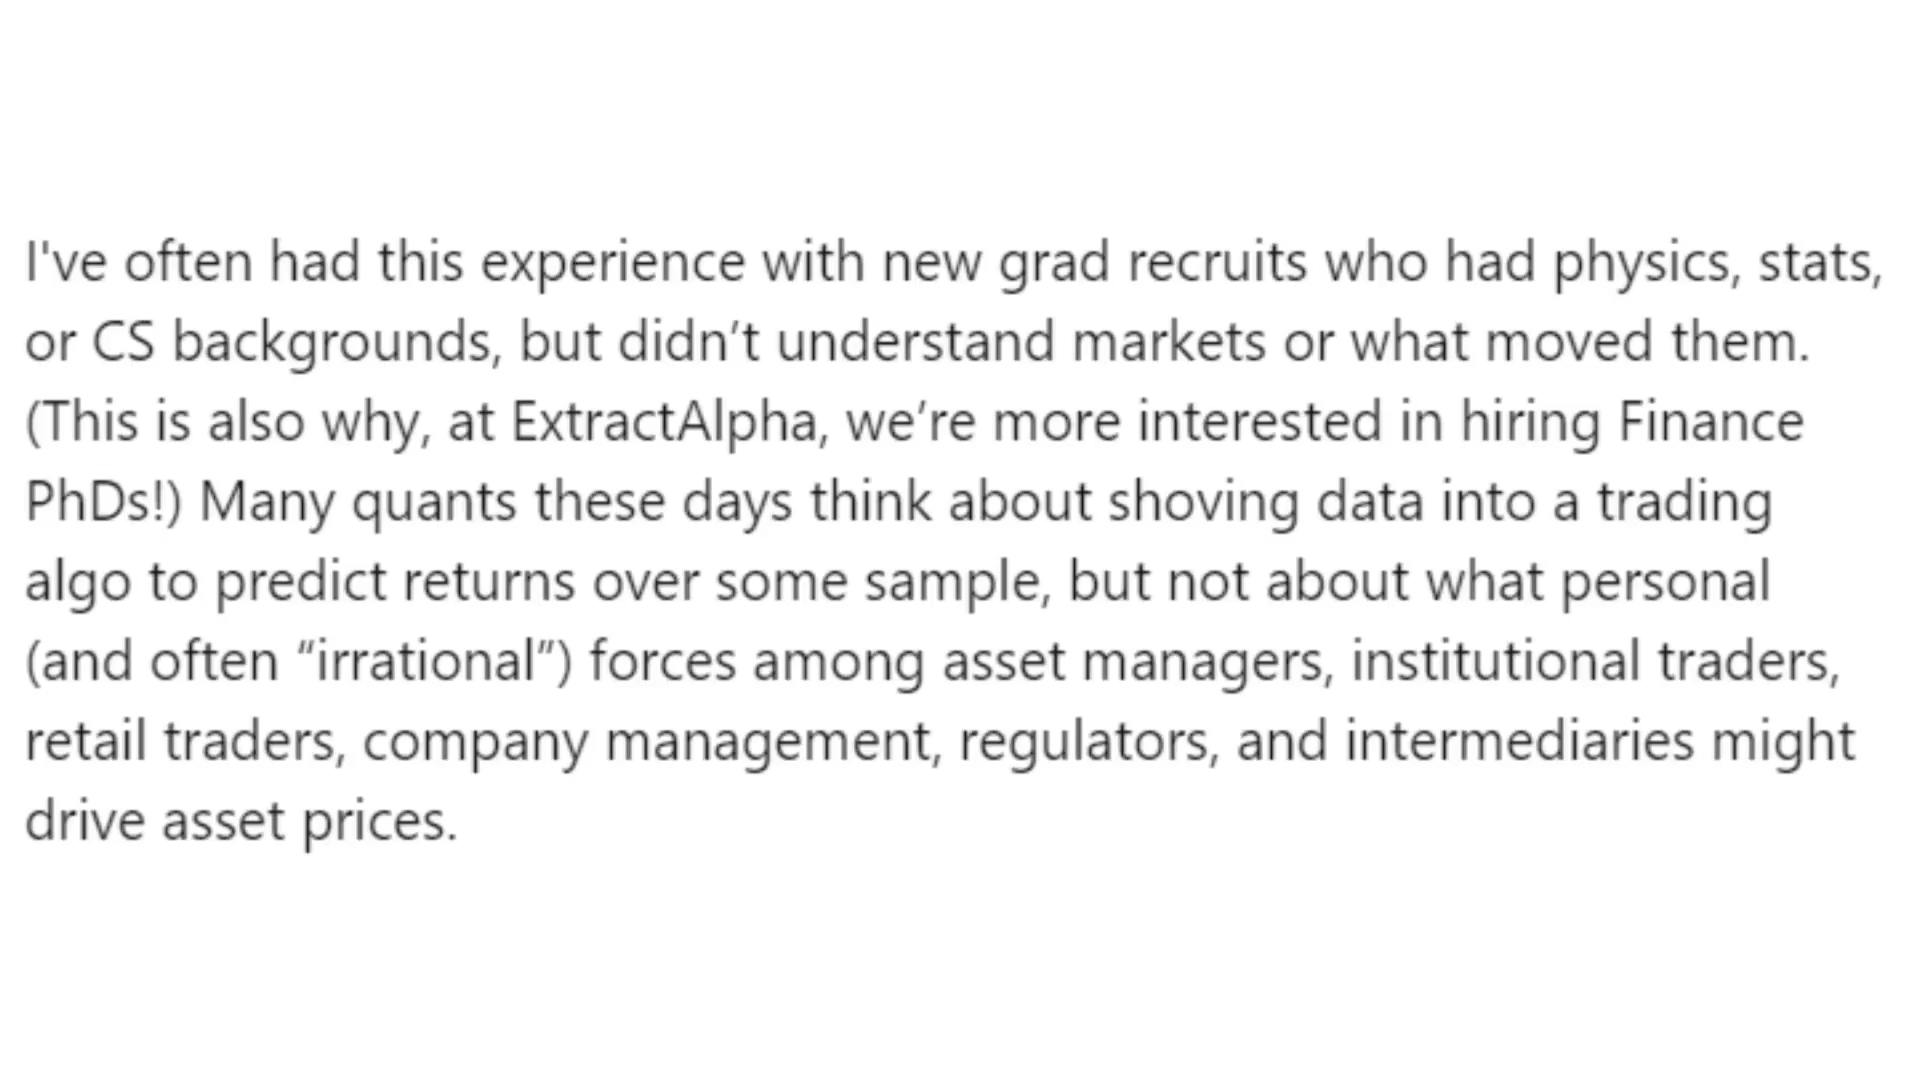 I've often had this experience with new grad recruits who had physics, stats,
or CS backgrounds, but didn’t understand markets or what moved them.
(This is also why, at ExtractAlpha, we’re more interested in hiring Finance
PhDs!) Many quants these days think about shoving data into a trading
algo to predict returns over some sample, but not about what personal
(and often “irrational”) forces among asset managers, institutional traders,
retail traders, company management, regulators, and intermediaries might
drive asset prices.